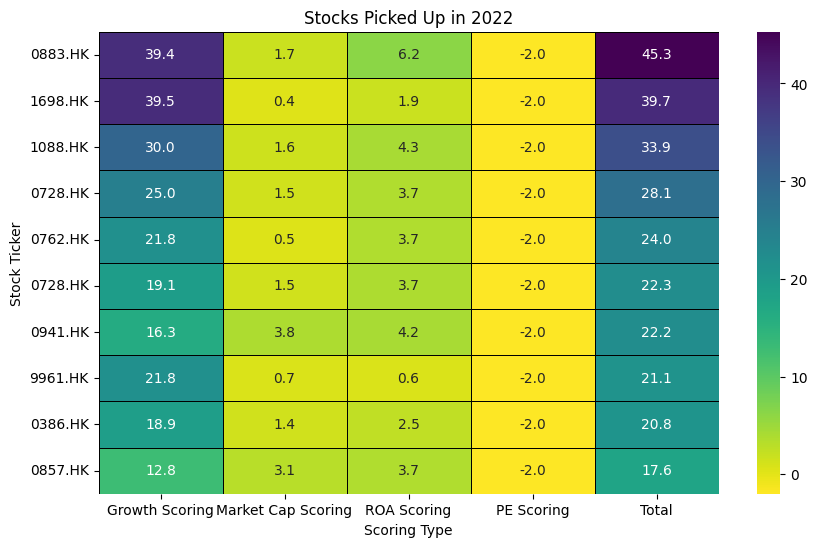 Stocks Picked Up in 2022
Stock Ticker
0883.HK 39.4 1.7 6.2 -2.0 45.3
1698.HK 39.5 0.4 1.9 -2.0 39.7
1088.HK 30.0 1.6 4.3 -2.0 33.9
0728.HK 25.0 1.5 3.7 -2.0 28.1
0762.HK 21.8 0.5 3.7 -2.0 24.0
0728.HK 19.1 1.5 3.7 -2.0 22.3
0941.HK 16.3 3.8 4.2 -2.0 22.2
9961.HK 21.8 0.7 0.6 -2.0 21.1
0386.HK 18.9 1.4 2.5 -2.0 20.8
0857.HK 12.8 3.1 3.7 -2.0 17.6
Growth Scoring Market Cap Scoring ROA Scoring PE Scoring Total
Scoring Type
40
30
20
10
0